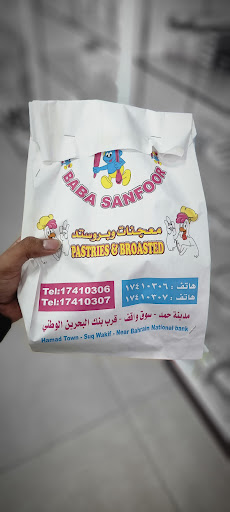 BABA SANFOOR
معجنات وبروستد
PASTRIES & BROASTED
Tel:17410306
Tel:17410307
هاتف : ١٧٤١٠٣٠٦
هاتف : ١٧٤١٠٣٠٧
مدينة حمد - سوق واقف - قرب بنك البحرين الوطني
Hamad Town - Suq Wakif - Near Bahrain National bank